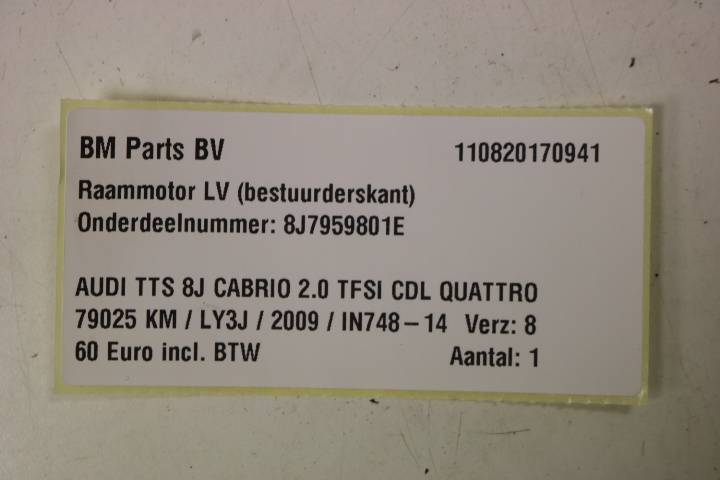 BM Parts BV 110820170941
Raammotor LV (bestuurderskant)
Onderdeelnummer: 8J7959801E
AUDI TTS 8J CABRIO 2.0 TFSI CDL QUATTRO
79025 KM / LY3J / 2009 / IN748-14 Verz: 8
60 Euro incl. BTW Aantal: 1